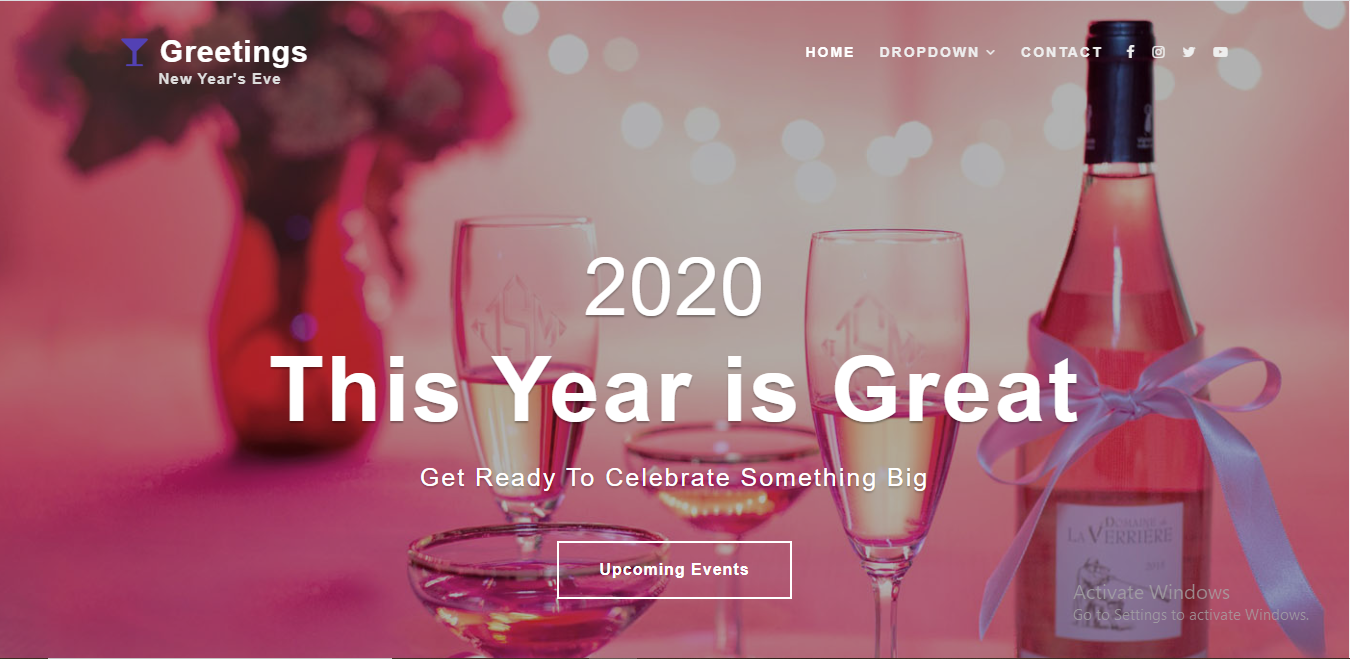 Greetings
New Year's Eve
HOME DROPDOWN CONTACT
2020
This Year is Great
Get Ready To Celebrate Something Big
Upcoming Events
DOMAINE de
LA VERRIERE
2015
Activate Windows
Go to Settings to activate Windows.